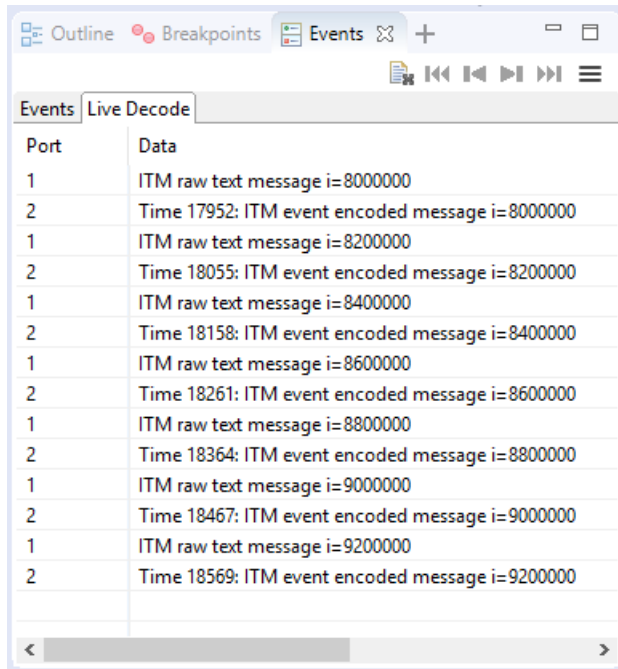 Outline Breakpoints Events
Events Live Decode
Port Data
1 ITM raw text message i=8000000
2 Time 17952: ITM event encoded message i=8000000
1 ITM raw text message i=8200000
2 Time 18055: ITM event encoded message i=8200000
1 ITM raw text message i=8400000
2 Time 18158: ITM event encoded message i=8400000
1 ITM raw text message i=8600000
2 Time 18261: ITM event encoded message i=8600000
1 ITM raw text message i=8800000
2 Time 18364: ITM event encoded message i=8800000
1 ITM raw text message i=9000000
2 Time 18467: ITM event encoded message i=9000000
1 ITM raw text message i=9200000
2 Time 18569: ITM event encoded message i=9200000